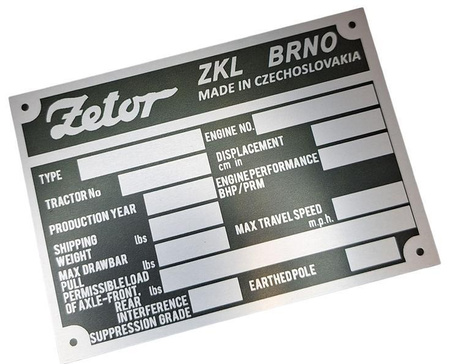 Zetor ZKL BRNO
MADE IN CZECHOSLOVAKIA
TYPE
ENGINE NO.
TRACTOR No
DISPLACEMENT
cm in
PRODUCTION YEAR
ENGINE PERFORMANCE
BHP/PRM
SHIPPING lbs
WEIGHT
MAX DRAWBAR lbs
PULL
MAX TRAVEL SPEED
m.p.h.
PERMISSIBLE LOAD
OF AXLE-FRONT. lbs
REAR
INTERFERENCE
SUPPRESSION GRADE
EARTHED POLE